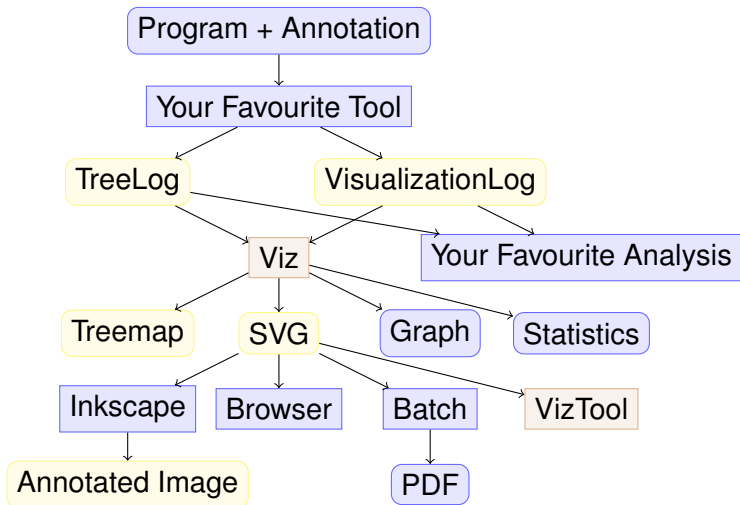 Program + Annotation
Your Favourite Tool
TreeLog
VisualizationLog
Viz
Your Favourite Analysis
Treemap
SVG
Graph
Statistics
Inkscape
Browser
Batch
VizTool
Annotated Image
PDF